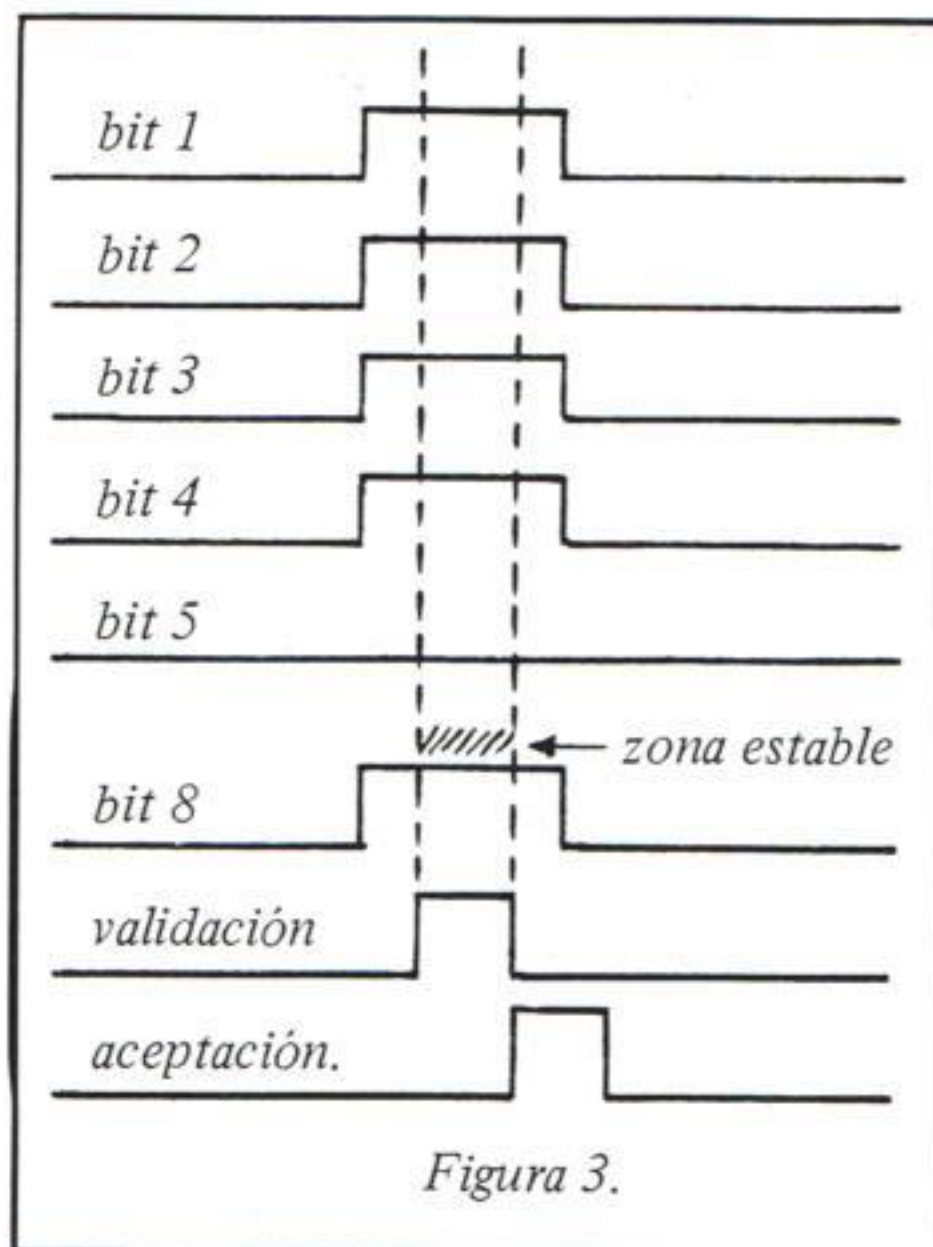 bit 1
bit 2
bit 3
bit 4
bit 5
zona estable
bit 8
validación
aceptación.
Figura 3.